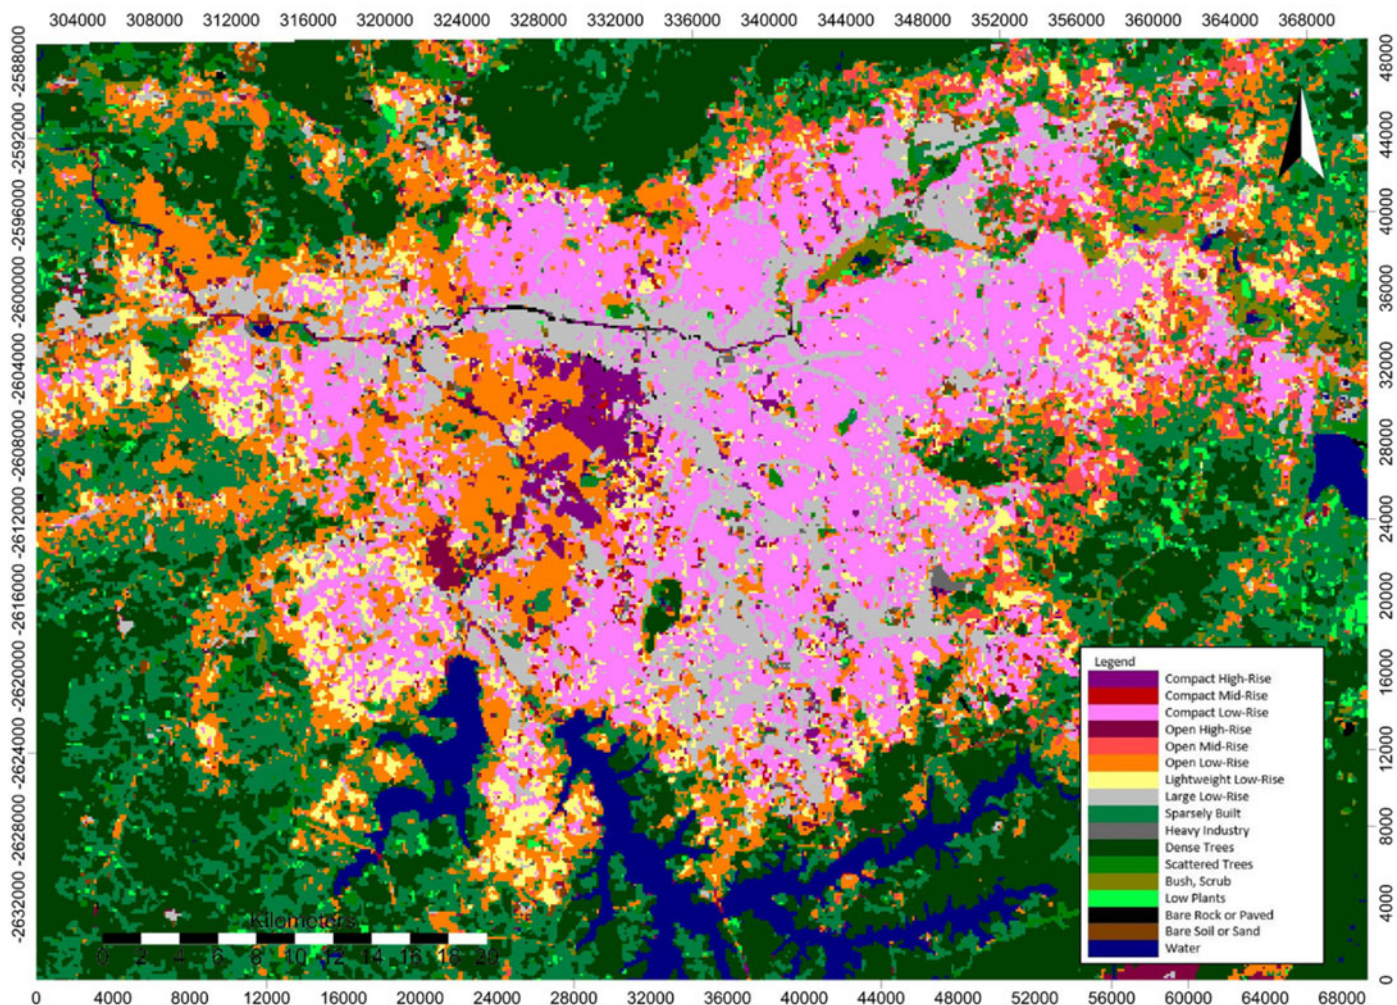 304000 308000 312000 316000 320000 324000 328000 332000 336000 340000 344000 348000 352000 356000 360000 364000 368000
-2588000
-2592000
-2596000
-2600000
-2604000
-2608000
-2612000
-2616000
-2620000
-2624000
-2628000
-2632000
48000
44000
40000
36000
32000
28000
24000
20000
16000
12000
8000
4000
0
Legend
Compact High-Rise
Compact Mid-Rise
Compact Low-Rise
Open High-Rise
Open Mid-Rise
Open Low-Rise
Lightweight Low-Rise
Large Low-Rise
Sparsely Built
Heavy Industry
Dense Trees
Scattered Trees
Bush, Scrub
Low Plants
Bare Rock or Paved
Bare Soil or Sand
Water
Kilometers
0 2 4 6 8 10 12 14 16 18 20
0 4000 8000 12000 16000 20000 24000 28000 32000 36000 40000 44000 48000 52000 56000 60000 64000 68000